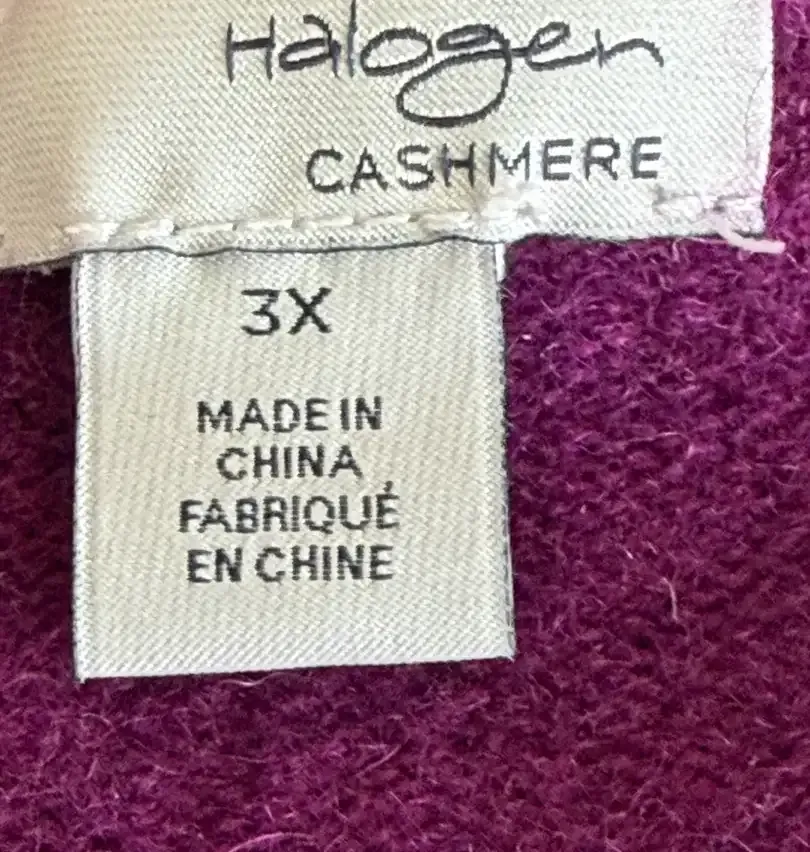 Halogen
CASHMERE
3X
MADE IN
CHINA
FABRIQUÉ
EN CHINE